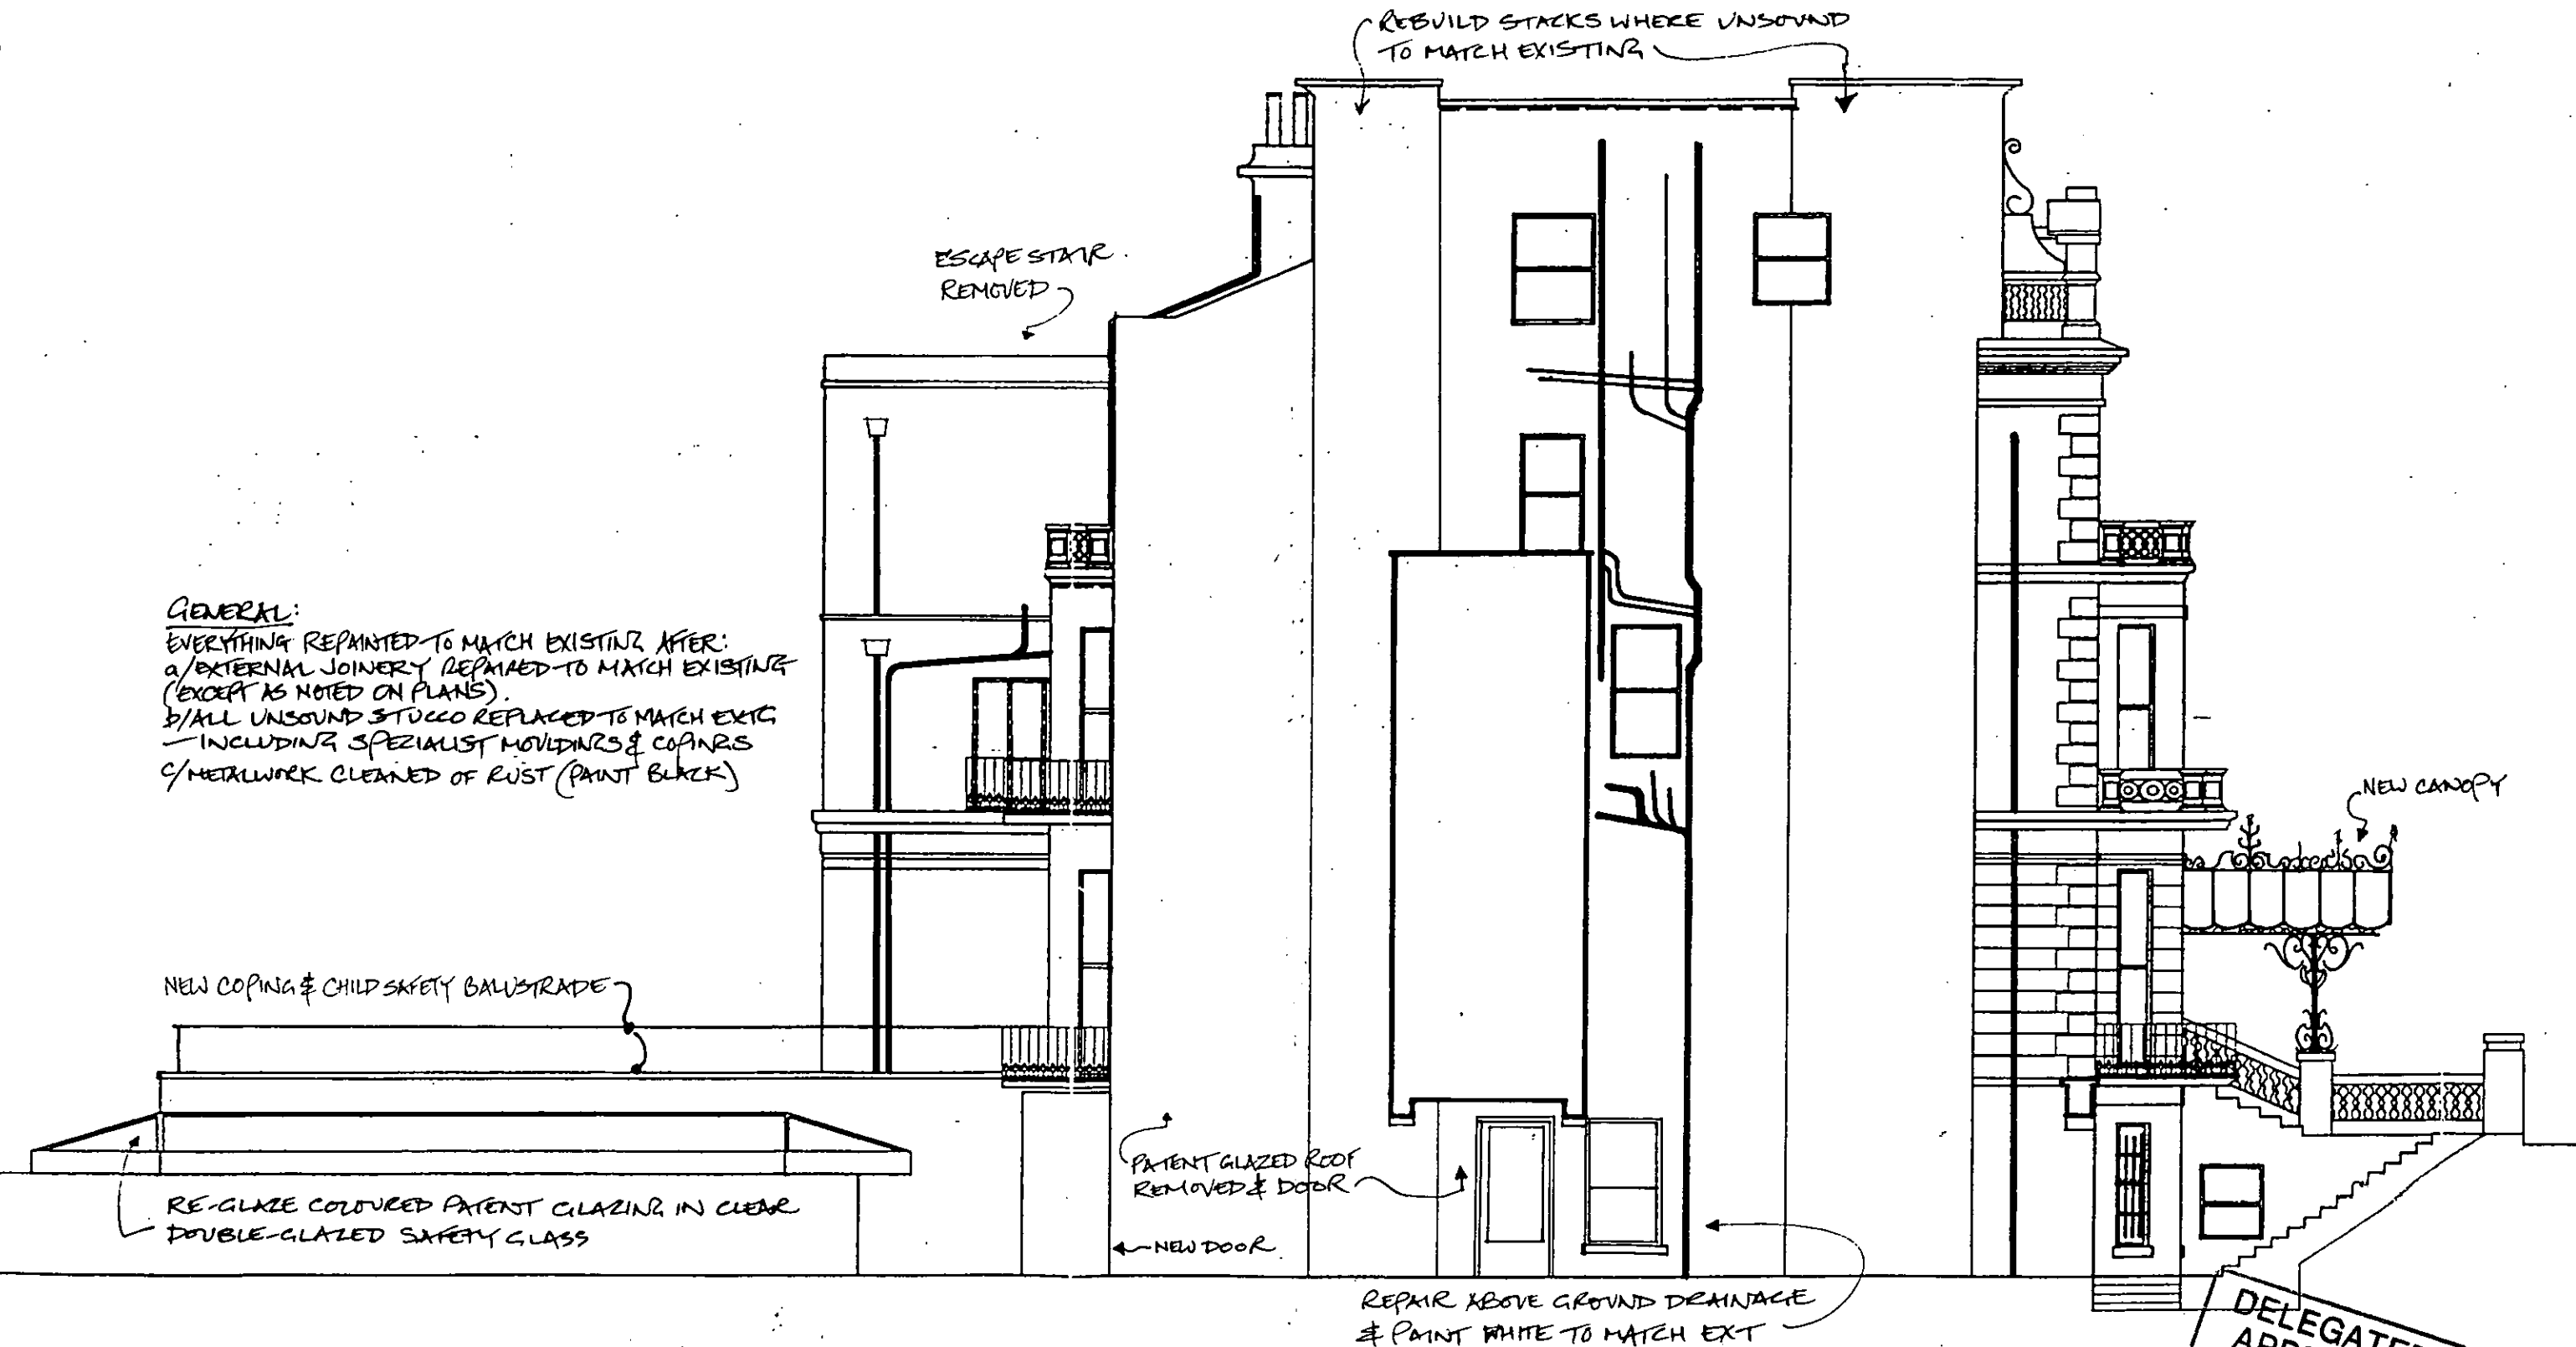 REBUILD STACKS WHERE UNSOUND
TO MATCH EXISTING
ESCAPE STAIR
REMOVED
GENERAL:
EVERYTHING REPAINTED TO MATCH EXISTING AFTER:
a/EXTERNAL JOINERY REPAIRED TO MATCH EXISTING
(EXCEPT AS NOTED ON PLANS).
b/ALL UNSOUND STUCCO REPLACED TO MATCH EXTG
— INCLUDING SPECIALIST MOULDINGS & COPINGS
c/METALWORK CLEANED OF RUST (PAINT BLACK)
NEW CANOPY
NEW COPING & CHILD SAFETY BALUSTRADE
PATENT GLAZED ROOF
REMOVED & DOOR
RE-GLAZE COLOURED PATENT GLAZING IN CLEAR
DOUBLE-GLAZED SAFETY GLASS
NEW DOOR
REPAIR ABOVE GROUND DRAINAGE
& PAINT WHITE TO MATCH EXT